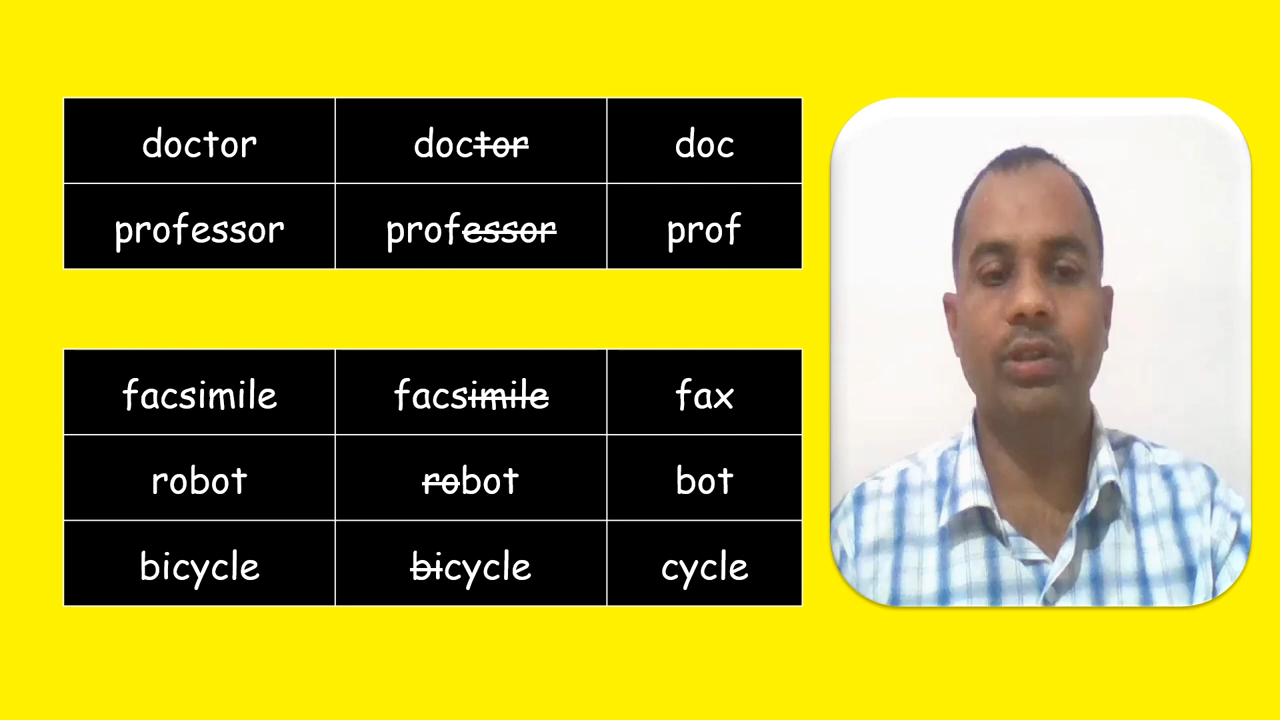 doctor doctor doc
professor professor prof
facsimile facsimile fax
robot robot bot
bicycle bicycle cycle